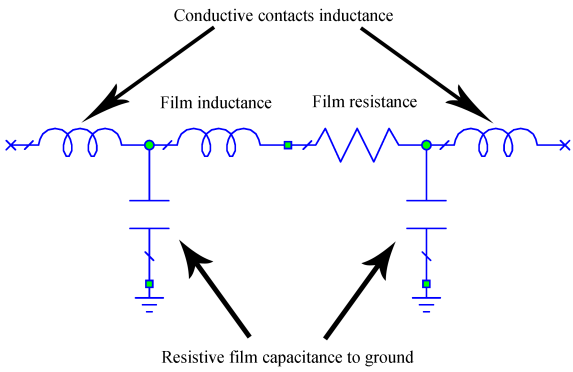 Conductive contacts inductance
Film inductance
Film resistance
Resistive film capacitance to ground